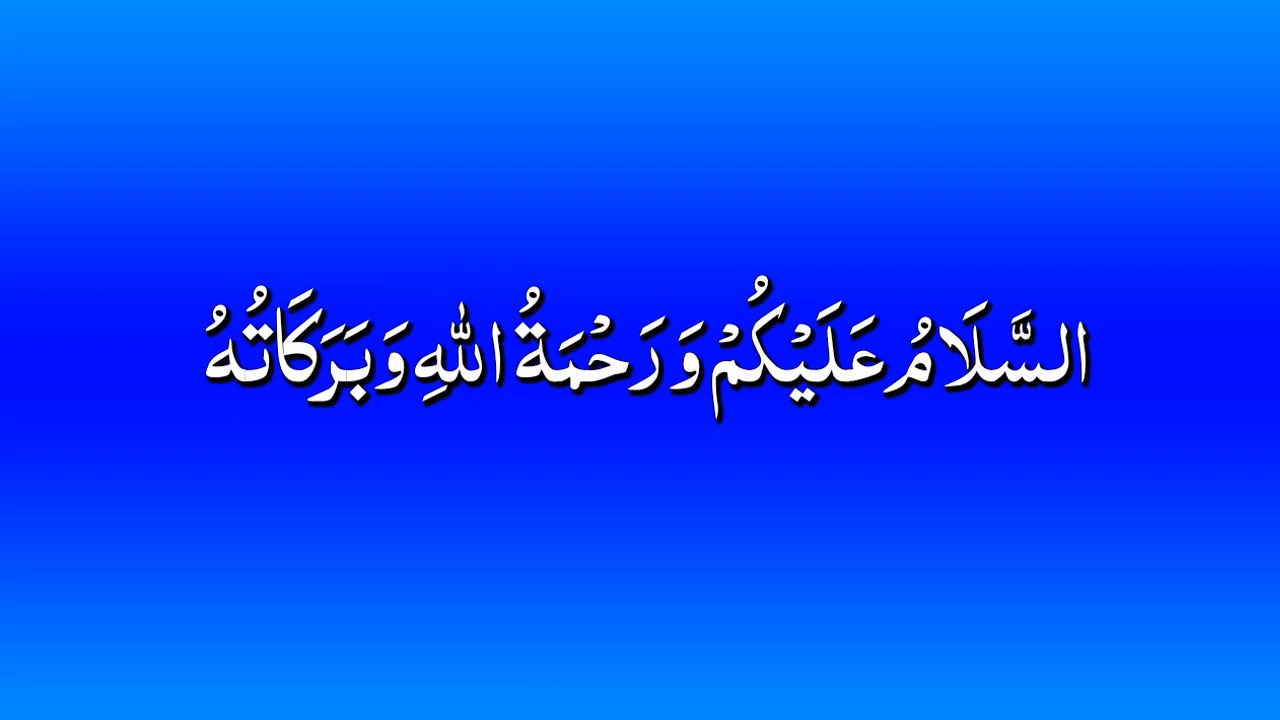 السَّلَامُ عَلَيْكُمْ وَ رَحْمَةُ اللهِ وَبَرَكَاتُهُ